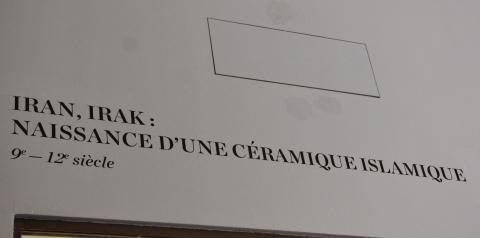 IRAN, IRAK :
NAISSANCE D'UNE CÉRAMIQUE ISLAMIQUE
9e — 12e siècle